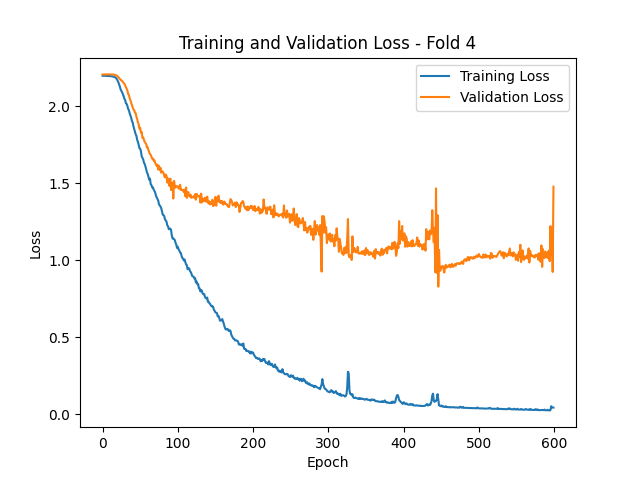 Training and Validation Loss - Fold 4
Training Loss
Validation Loss
2.0
1.5
1.0
0.5
0.0
Loss
0 100 200 300 400 500 600
Epoch